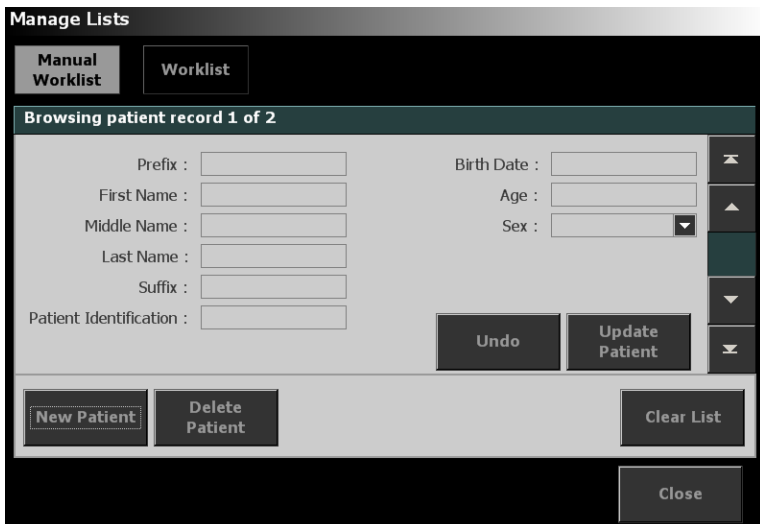 Manage Lists
Manual
Worklist
Worklist
Browsing patient record 1 of 2
Prefix :
First Name :
Middle Name :
Last Name :
Suffix :
Patient Identification :
Birth Date :
Age :
Sex :
Undo
Update
Patient
New Patient
Delete
Patient
Clear List
Close